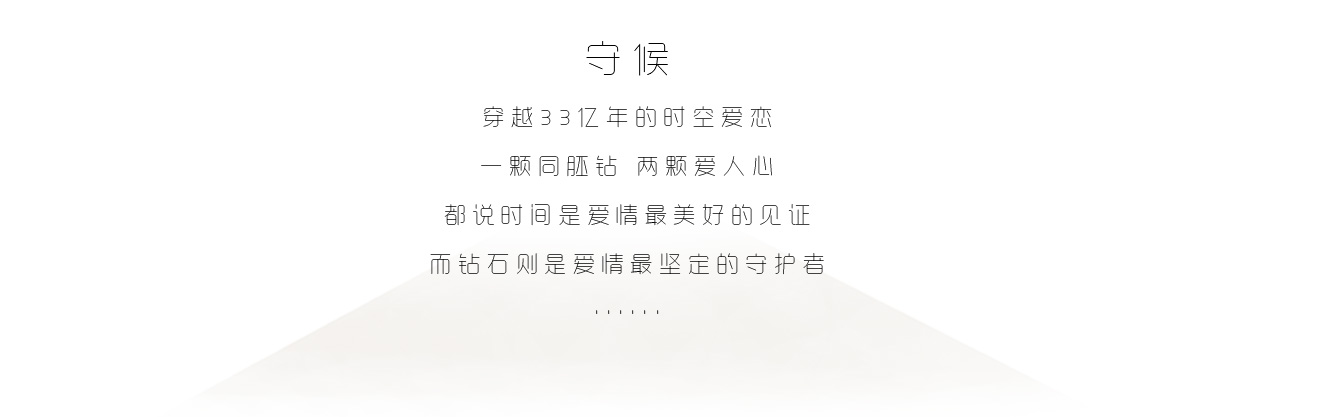 守候
穿越33亿年的时空爱恋
一颗同胚钻 两颗爱人心
都说时间是爱情最美好的见证
而钻石则是爱情最坚定的守护者
......